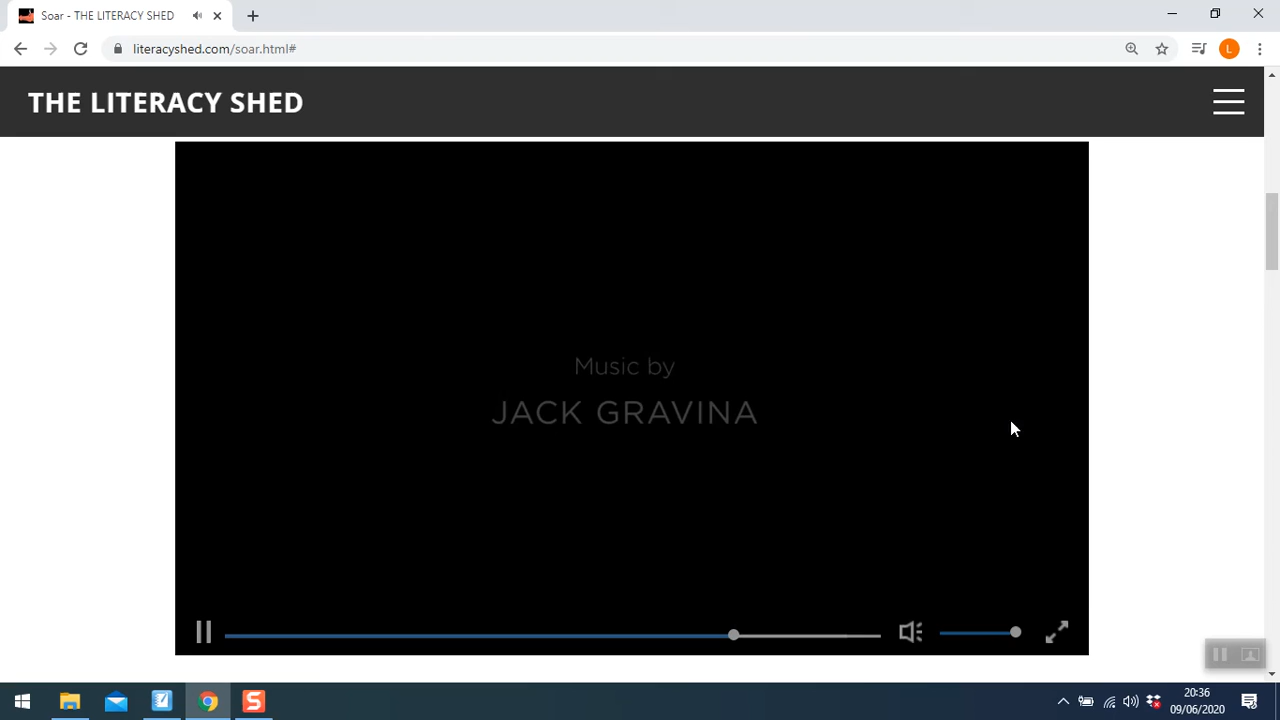 Soar - THE LITERACY SHED
literacyshed.com/soar.html#
L
THE LITERACY SHED
Music by
JACK GRAVINA
S
20:36
09/06/2020